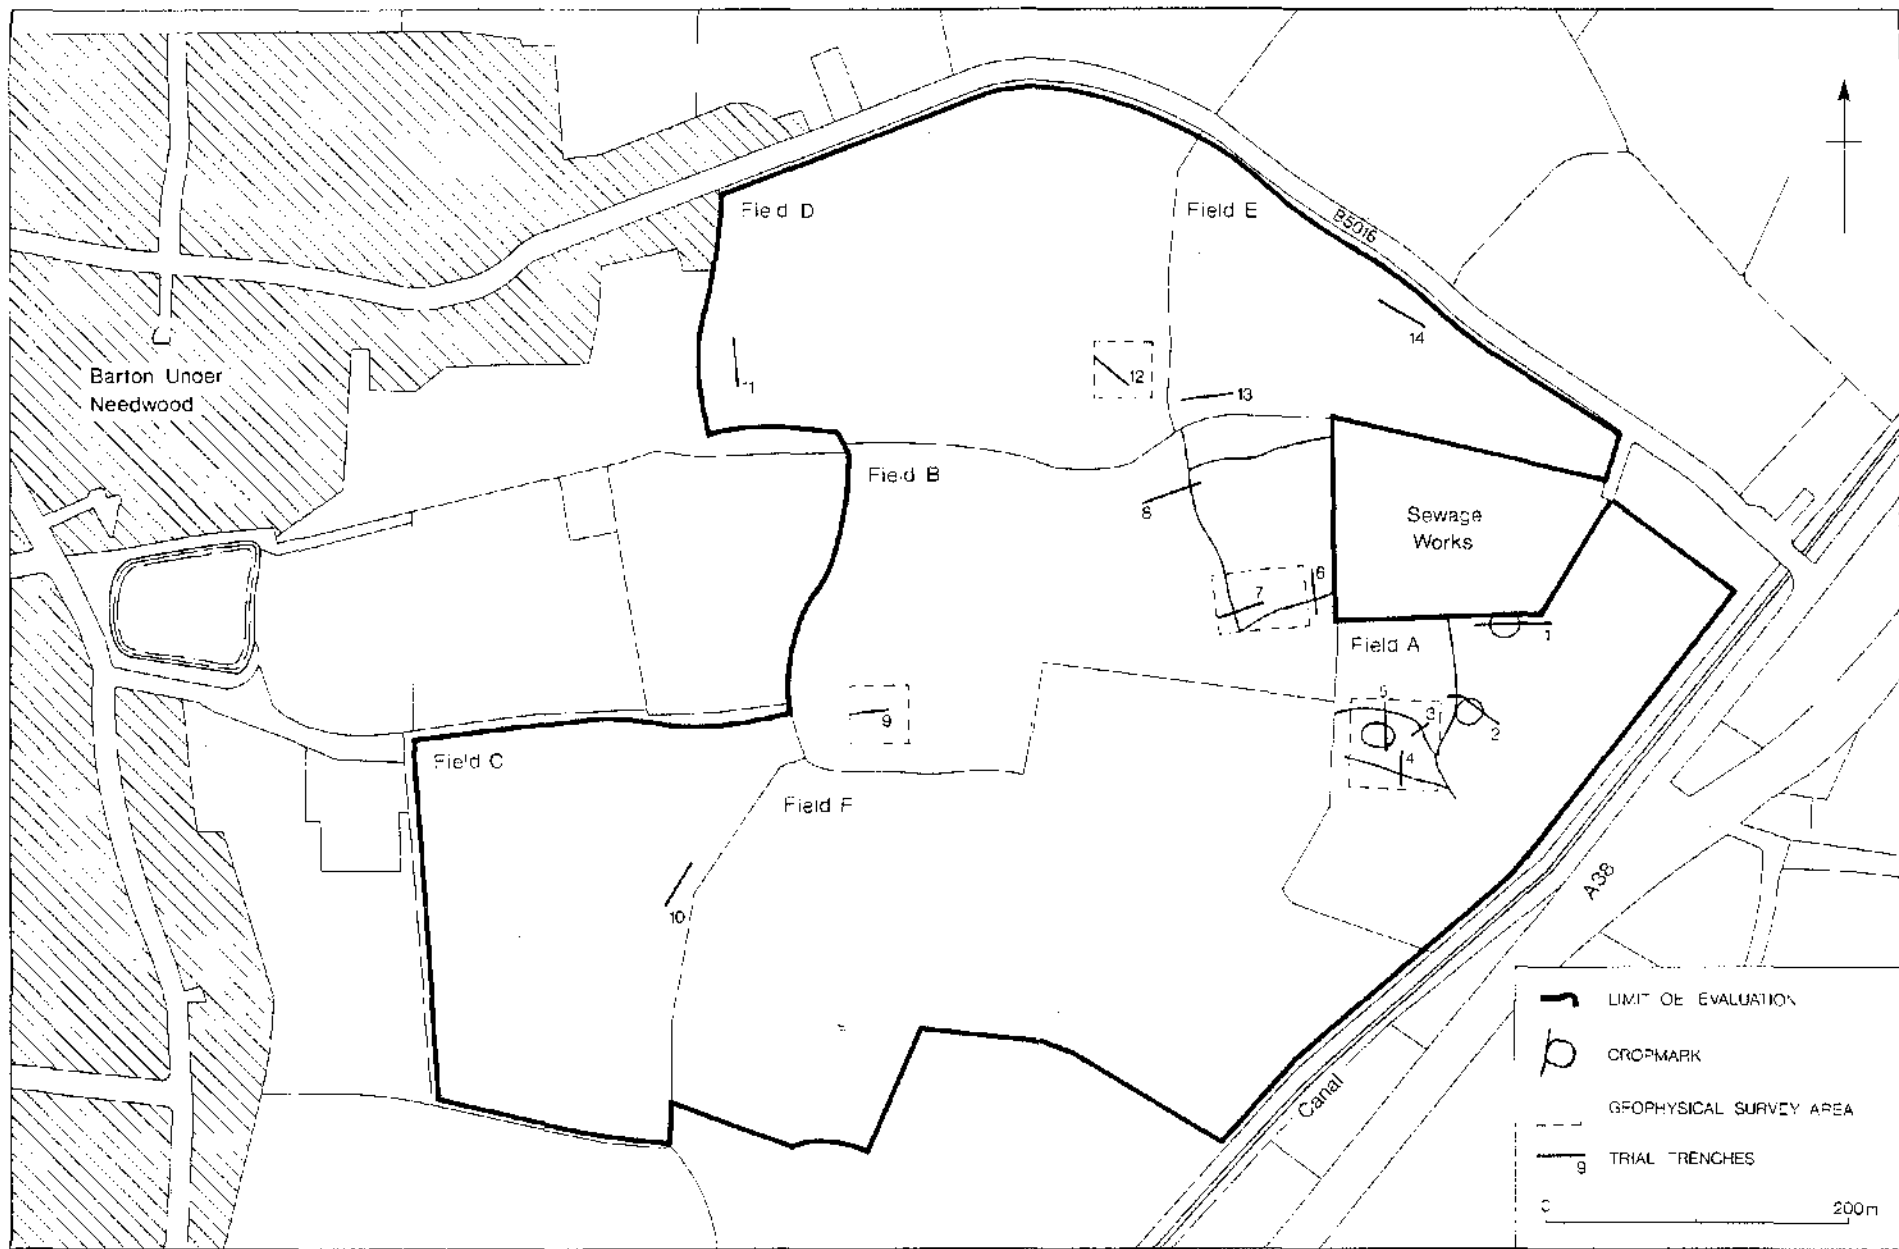 Field D
Field E
B5016
14
Barton Under
Needwood
11
12
13
Field B
8
Sewage
Works
6
7
1
Field A
5
3
2
9
4
Field C
Field F
A38
10
LIMIT OF EVALUATION
CROPMARK
Canal
GEOPHYSICAL SURVEY AREA
9
TRIAL TRENCHES
0
200m